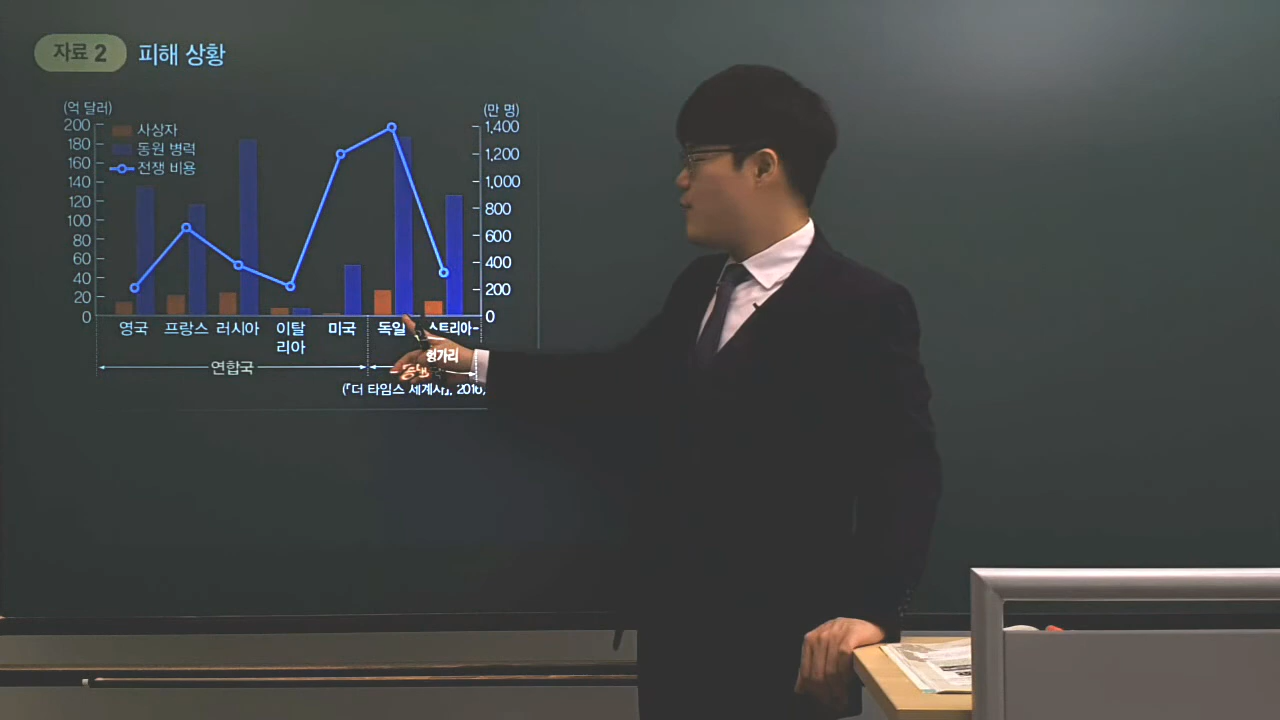 자료 2 피해 상황
(억 달러)
(만 명)
200
180
160
140
120
100
80
60
40
20
0
사상자
동원 병력
전쟁 비용
1,400
1,200
1,000
800
600
400
200
0
영국 프랑스 러시아 이탈 미국 독일 스트리아-
리아 헝가리
연합국
(『더 타임스 세계사』, 2016,